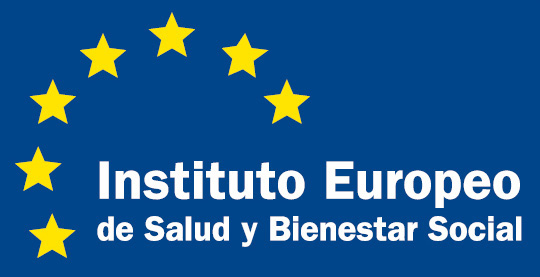 Instituto Europeo
de Salud y Bienestar Social